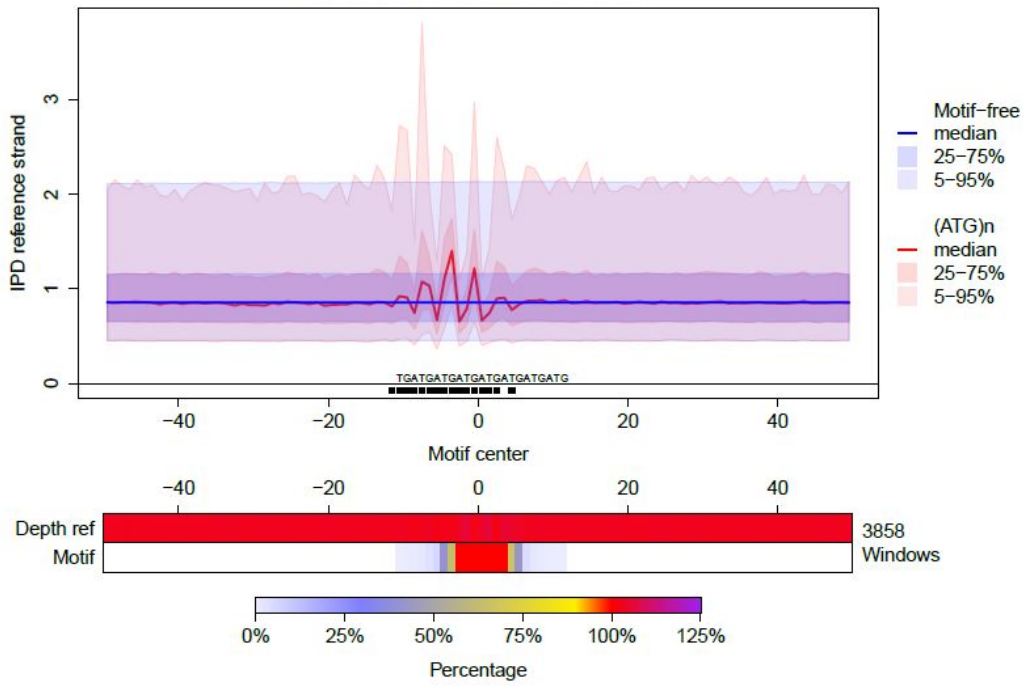 3
2
1
0
IPD reference strand
TGATGATGATGATGATGATGATG
−40 −20 0 20 40
Motif center
Motif−free
median
25−75%
5−95%
(ATG)n
median
25−75%
5−95%
−40 −20 0 20 40
Depth ref
Motif
3858
Windows
0% 25% 50% 75% 100% 125%
Percentage